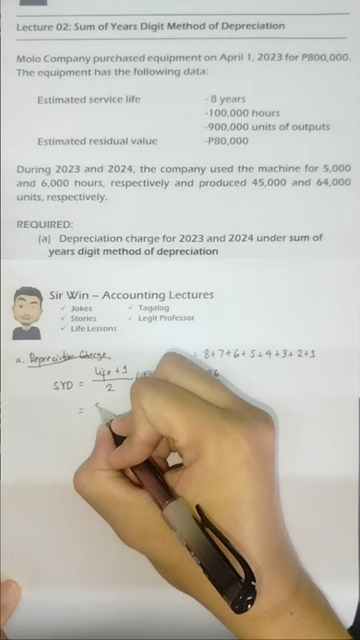 Lecture 02: Sum of Years Digit Method of Depreciation
Molo Company purchased equipment on April 1, 2023 for P800,000.
The equipment has the following data:
Estimated service life - 8 years
-100,000 hours
-900,000 units of outputs
Estimated residual value -P80,000
During 2023 and 2024, the company used the machine for 5,000
and 6,000 hours, respectively and produced 45,000 and 64,000
units, respectively.
REQUIRED:
(a) Depreciation charge for 2023 and 2024 under sum of
years digit method of depreciation
Sir Win – Accounting Lectures
✓ Jokes ✓ Tagalog
✓ Stories ✓ Legit Professor
✓ Life Lessons
a. Depreciation Charge = 8+7+6+5+4+3+2+1
SYD = Life +1
2
=